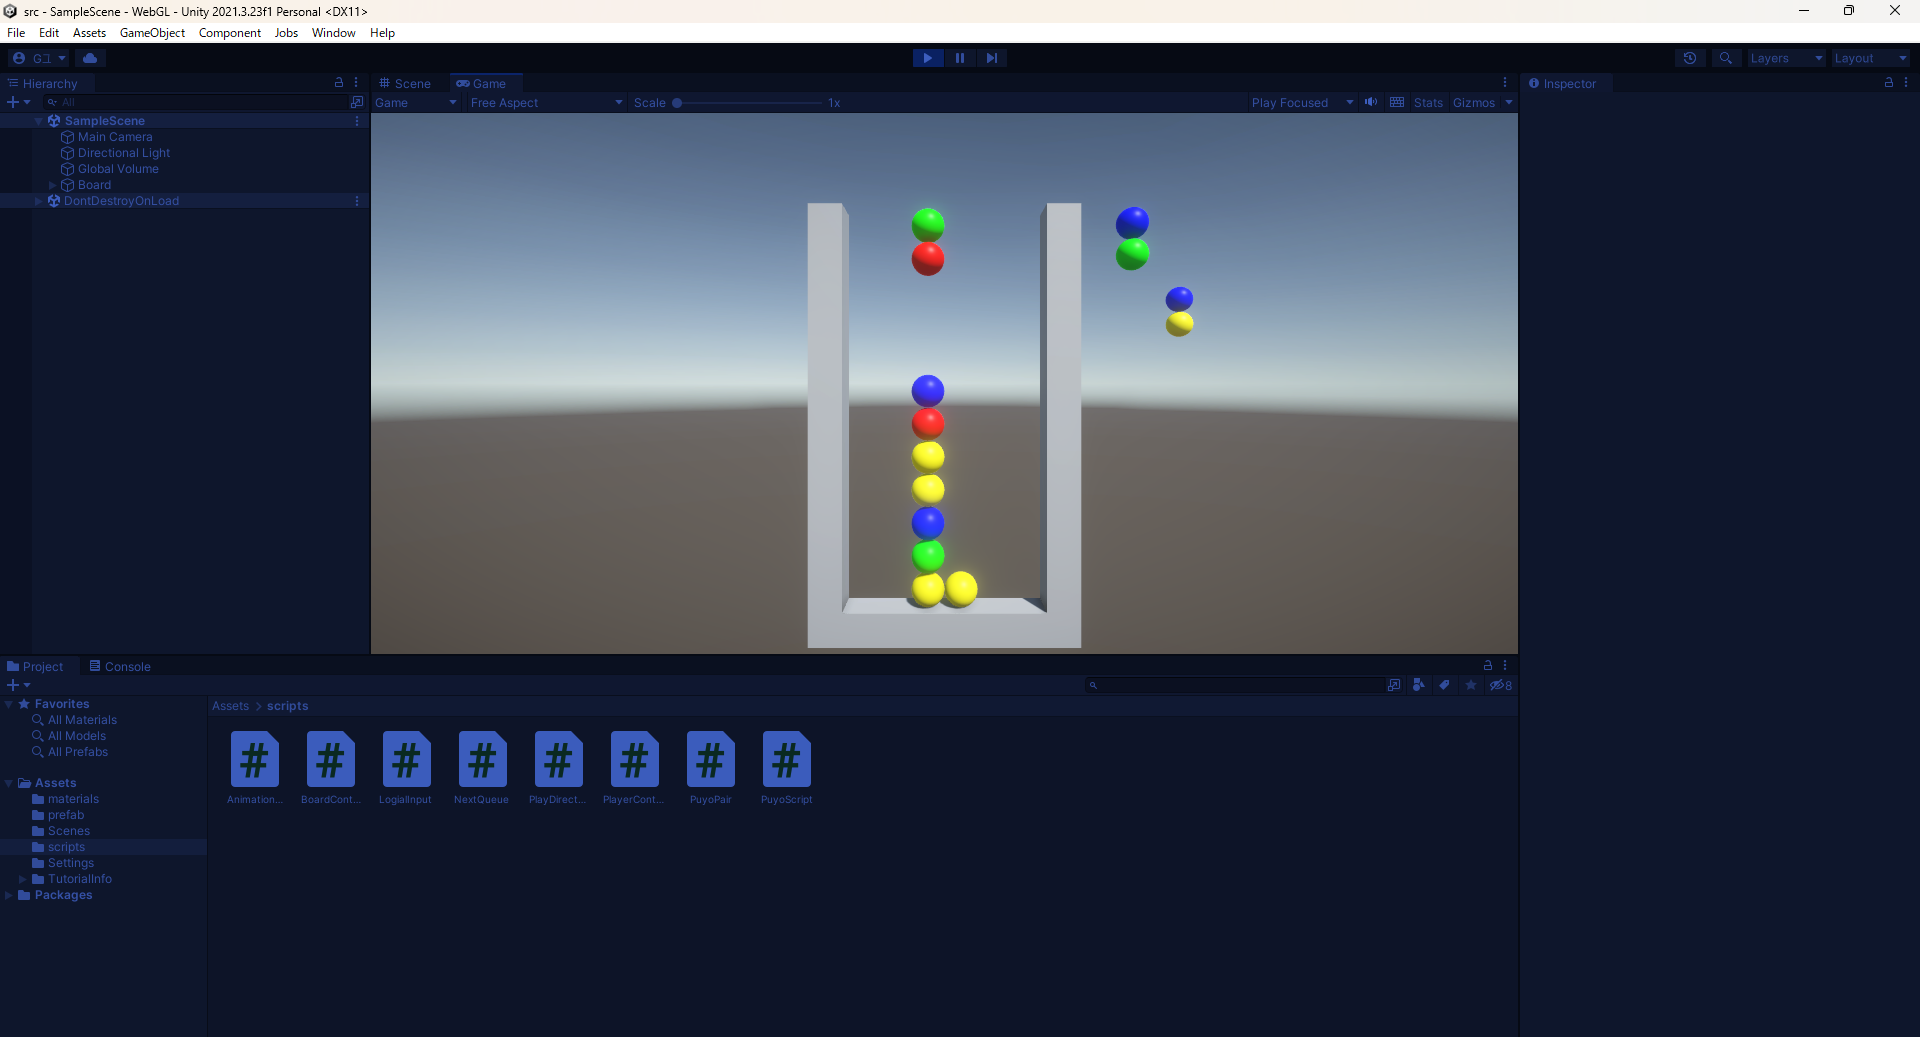 src - SampleScene - WebGL - Unity 2021.3.23f1 Personal <DX11>
File Edit Assets GameObject Component Jobs Window Help
Layers Layout
Hierarchy
Scene Game
Inspector
All
Game Free Aspect Scale 1x Play Focused Stats Gizmos
SampleScene
Main Camera
Directional Light
Global Volume
Board
DontDestroyOnLoad
Project Console
8
Favorites
All Materials
All Models
All Prefabs
Assets
materials
prefab
Scenes
scripts
Settings
TutorialInfo
Packages
Assets > scripts
Animation... BoardCont... LogialInput NextQueue PlayDirect... PlayerCont... PuyoPair PuyoScript